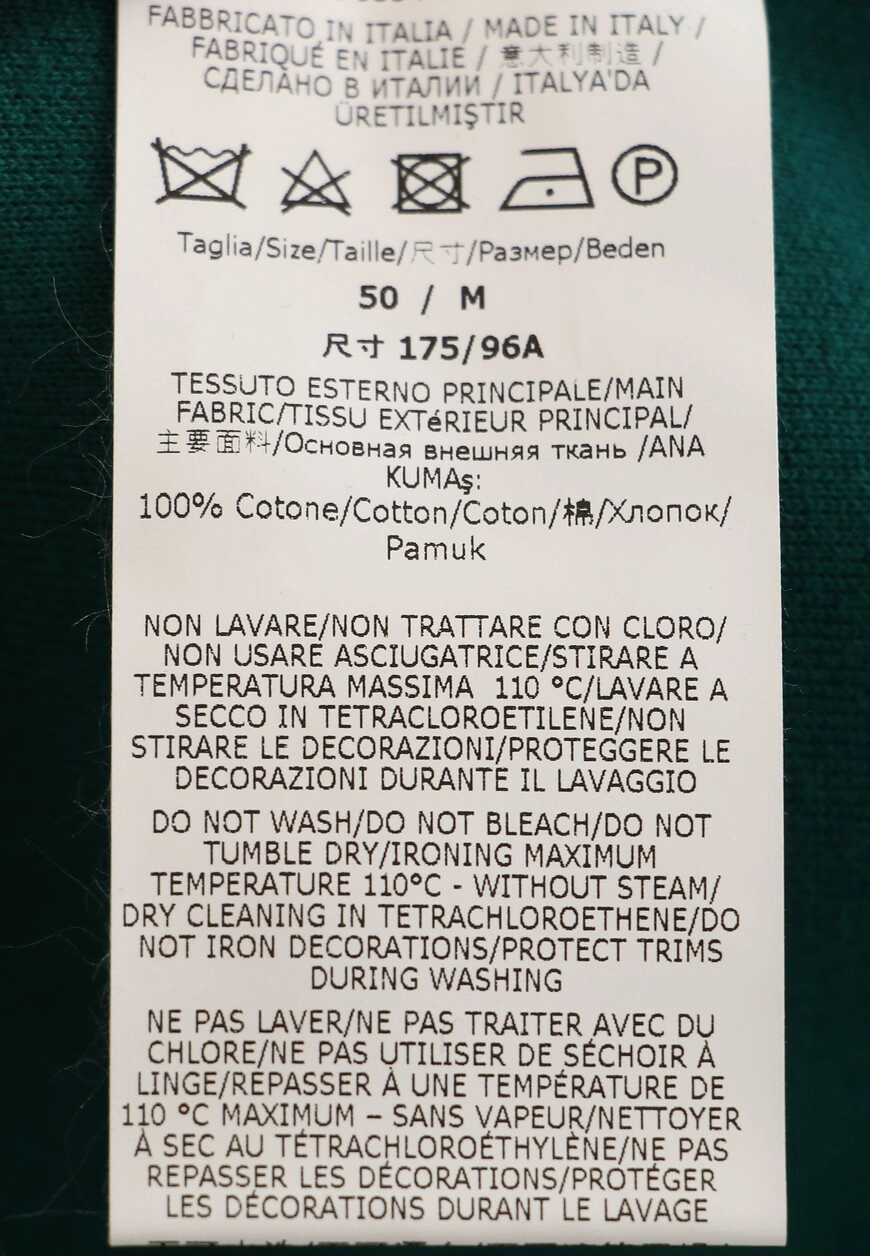 FABBRICATO IN ITALIA / MADE IN ITALY /
FABRIQUÉ EN ITALIE / 意大利制造 /
СДЕЛАНО В ИТАЛИИ / ITALYA'DA
ÜRETILMIŞTIR
P
Taglia/Size/Taille/尺寸/Размер/Beden
50 / M
尺寸 175/96A
TESSUTO ESTERNO PRINCIPALE/MAIN
FABRIC/TISSU EXTéRIEUR PRINCIPAL/
主要面料/Основная внешняя ткань /ANA
KUMAş:
100% Cotone/Cotton/Coton/棉/Хлопок/
Pamuk
NON LAVARE/NON TRATTARE CON CLORO/
NON USARE ASCIUGATRICE/STIRARE A
TEMPERATURA MASSIMA 110 °C/LAVARE A
SECCO IN TETRACLOROETILENE/NON
STIRARE LE DECORAZIONI/PROTEGGERE LE
DECORAZIONI DURANTE IL LAVAGGIO
DO NOT WASH/DO NOT BLEACH/DO NOT
TUMBLE DRY/IRONING MAXIMUM
TEMPERATURE 110°C - WITHOUT STEAM/
DRY CLEANING IN TETRACHLOROETHENE/DO
NOT IRON DECORATIONS/PROTECT TRIMS
DURING WASHING
NE PAS LAVER/NE PAS TRAITER AVEC DU
CHLORE/NE PAS UTILISER DE SÉCHOIR À
LINGE/REPASSER À UNE TEMPÉRATURE DE
110 °C MAXIMUM – SANS VAPEUR/NETTOYER
À SEC AU TÉTRACHLOROÉTHYLÈNE/NE PAS
REPASSER LES DÉCORATIONS/PROTÉGER
LES DÉCORATIONS DURANT LE LAVAGE